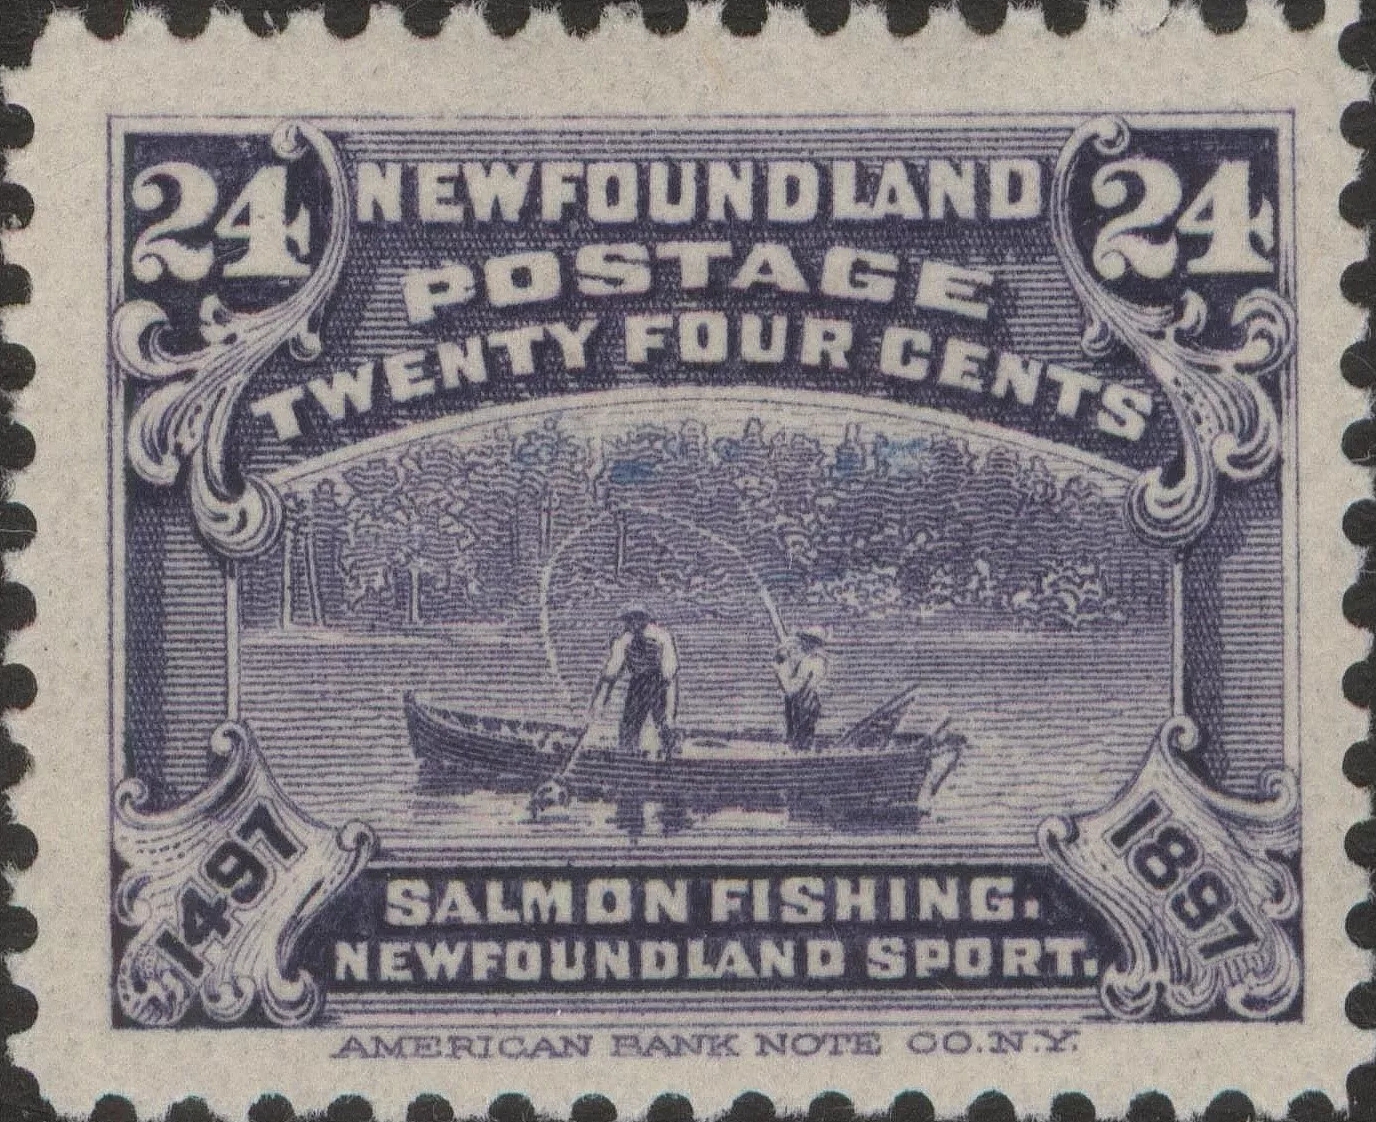 24 NEWFOUNDLAND 24
POSTAGE
TWENTY FOUR CENTS
1497
1897
SALMON FISHING.
NEWFOUNDLAND SPORT.
AMERICAN BANK NOTE CO. N.Y.